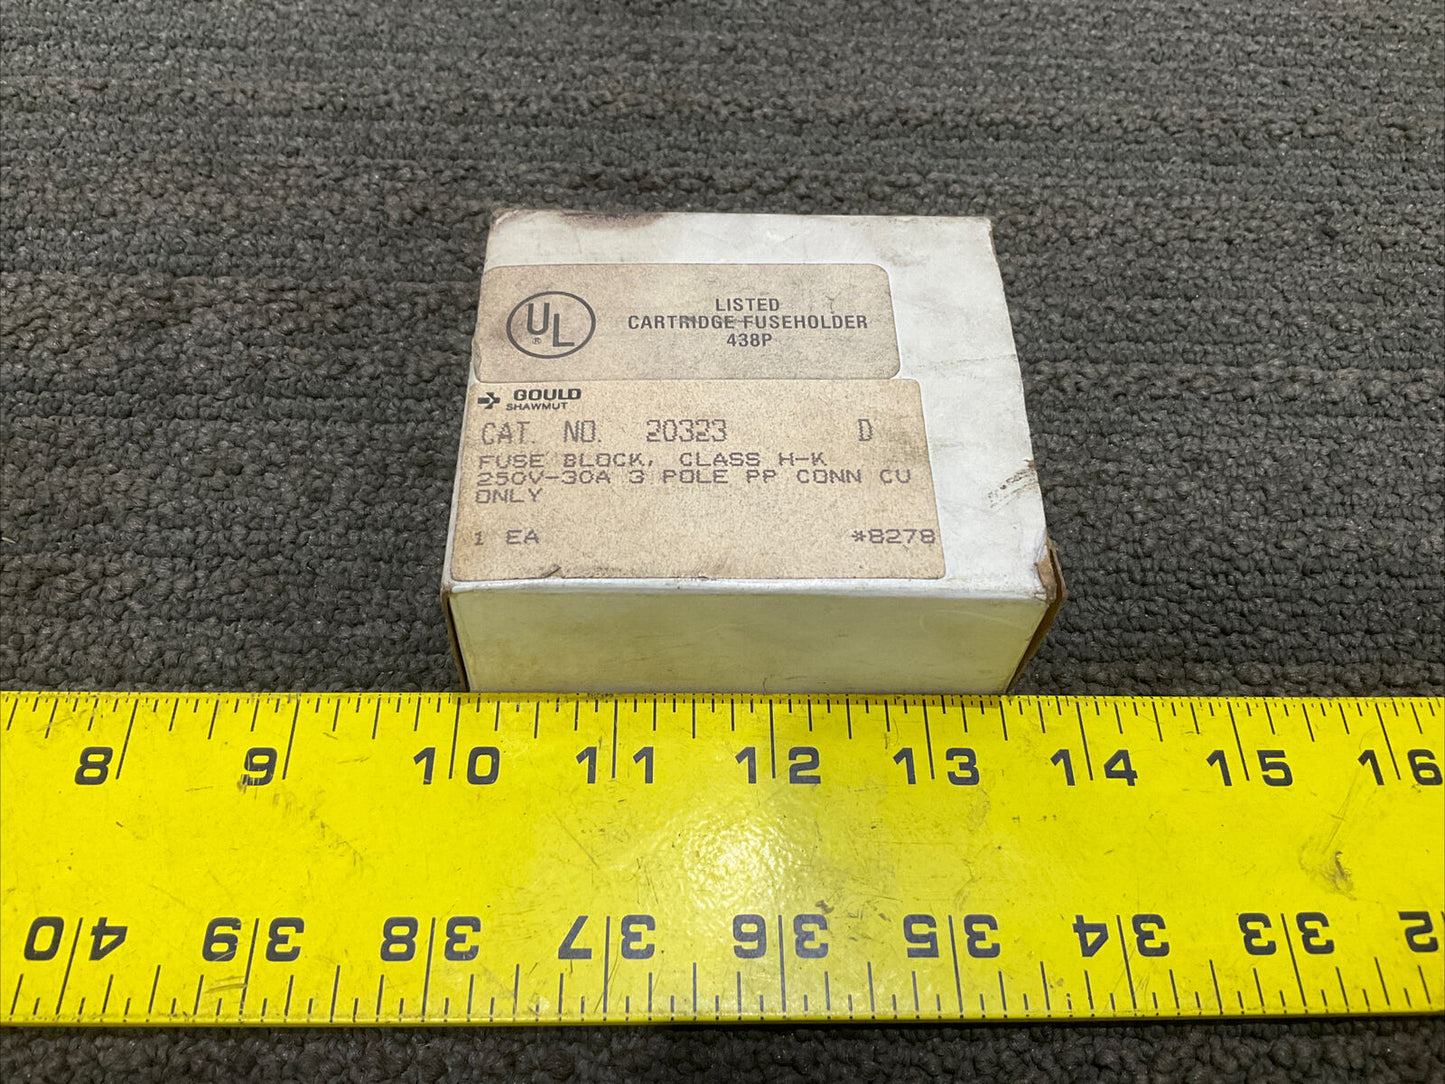 UL
®
LISTED
CARTRIDGE FUSEHOLDER
438P
GOULD
SHAWMUT
CAT. NO. 20323 D
FUSE BLOCK, CLASS H-K
250V-30A 3 POLE PP CONN CU
ONLY
1 EA *8278
8 9 10 11 12 13 14 15 16
40 39 38 37 36 35 34 33 2